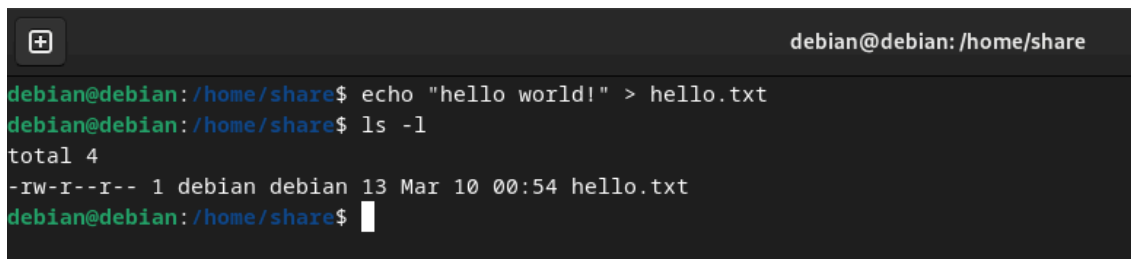 debian@debian: /home/share
debian@debian:/home/share$ echo "hello world!" > hello.txt
debian@debian:/home/share$ ls -l
total 4
-rw-r--r-- 1 debian debian 13 Mar 10 00:54 hello.txt
debian@debian:/home/share$